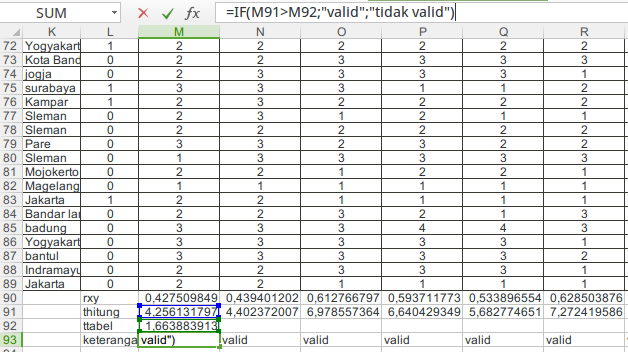 SUM =IF(M91>M92;"valid";"tidak valid")
K L M N O P Q R
72 Yogyakart 1 2 2 2 2 2 2
73 Kota Band 0 2 2 3 3 3 3
74 jogja 0 2 3 3 3 3 1
75 surabaya 1 3 3 3 1 1 2
76 Kampar 1 2 3 2 2 2 2
77 Sleman 0 2 3 1 2 1 1
78 Sleman 0 2 2 2 2 2 2
79 Pare 0 3 3 2 3 2 2
80 Sleman 0 1 3 3 3 3 3
81 Mojokerto 0 2 2 1 2 2 1
82 Magelang 0 1 1 1 1 1 1
83 Jakarta 1 2 2 1 1 1 1
84 Bandar la 0 2 2 3 2 1 3
85 badung 0 3 3 3 4 4 3
86 Yogyakart 0 3 3 3 3 3 1
87 bantul 0 3 3 3 3 3 2
88 Indramayu 0 2 2 3 3 3 2
89 Jakarta 0 2 2 1 1 1 1
90 rxy 0,427509849 0,439401202 0,612766797 0,593711773 0,533896554 0,628503876
91 thitung 4,256131797 4,402372007 6,978557364 6,640429349 5,682774651 7,272419586
92 ttabel 1,663883913
93 keteranga valid") valid valid valid valid valid